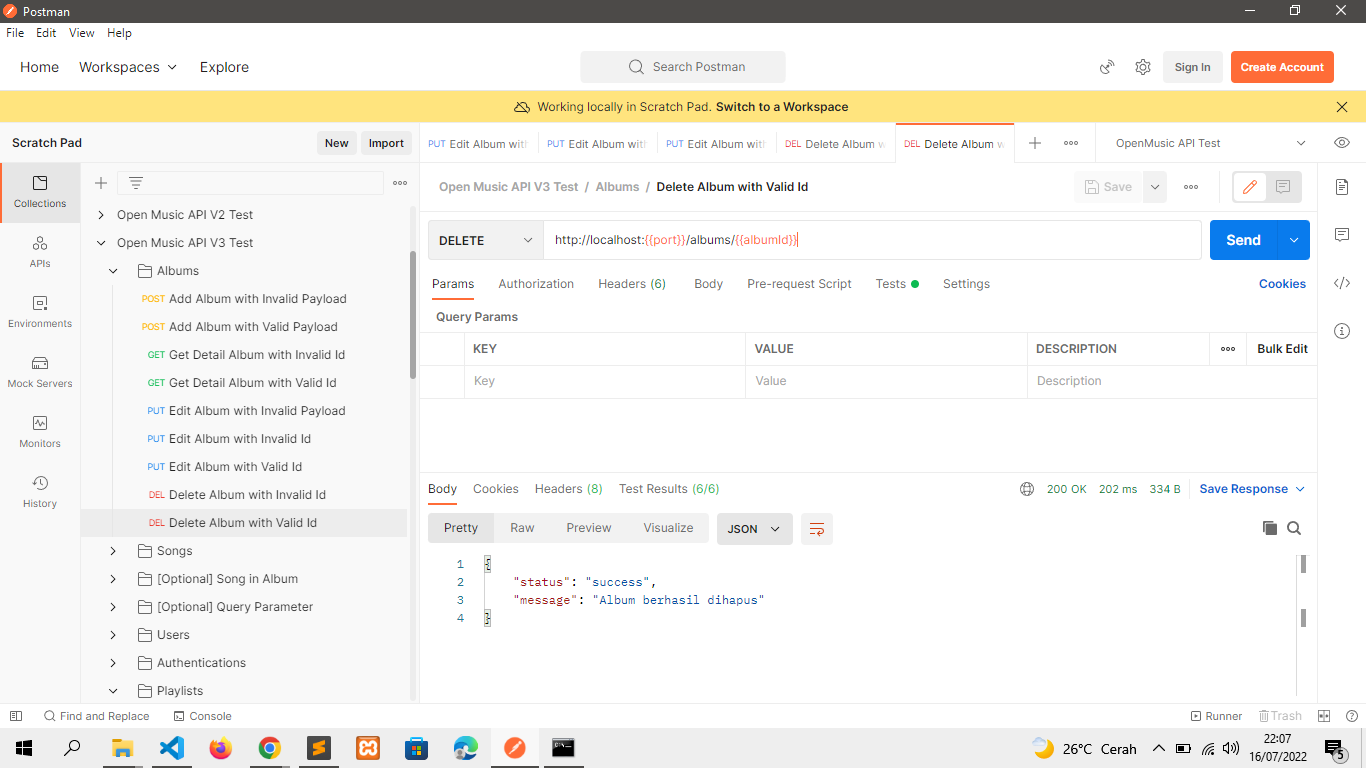 Postman
File Edit View Help
Home Workspaces Explore Search Postman Sign In Create Account
Working locally in Scratch Pad. Switch to a Workspace
Scratch Pad New Import
PUT Edit Album with PUT Edit Album with PUT Edit Album with DEL Delete Album w DEL Delete Album w OpenMusic API Test
Collections
APIs
Environments
Mock Servers
Monitors
History
Open Music API V2 Test
Open Music API V3 Test
Albums
POST Add Album with Invalid Payload
POST Add Album with Valid Payload
GET Get Detail Album with Invalid Id
GET Get Detail Album with Valid Id
PUT Edit Album with Invalid Payload
PUT Edit Album with Invalid Id
PUT Edit Album with Valid Id
DEL Delete Album with Invalid Id
DEL Delete Album with Valid Id
Songs
[Optional] Song in Album
[Optional] Query Parameter
Users
Authentications
Playlists
Open Music API V3 Test / Albums / Delete Album with Valid Id Save
DELETE http://localhost:{{port}}/albums/{{albumId}} Send
Params Authorization Headers (6) Body Pre-request Script Tests Settings Cookies
Query Params
KEY VALUE DESCRIPTION Bulk Edit
Key Value Description
Body Cookies Headers (8) Test Results (6/6) 200 OK 202 ms 334 B Save Response
Pretty Raw Preview Visualize JSON
1 {
2 "status": "success",
3 "message": "Album berhasil dihapus"
4 }
Find and Replace Console Runner Trash
26°C Cerah 22:07
16/07/2022 5